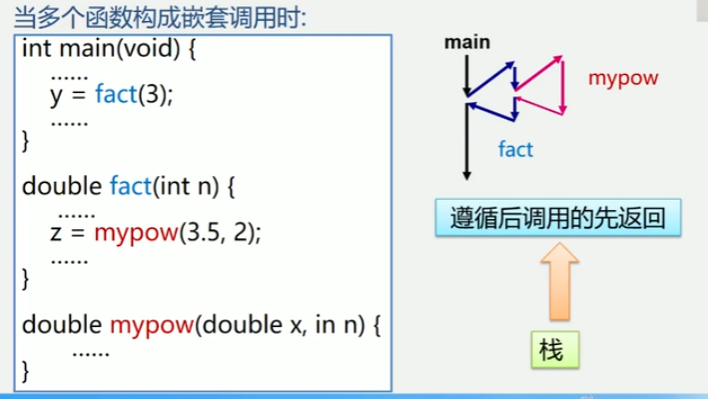 当多个函数构成嵌套调用时:
int main(void) {
......
y = fact(3);
......
}
double fact(int n) {
......
z = mypow(3.5, 2);
......
}
double mypow(double x, in n) {
......
}
main
mypow
fact
遵循后调用的先返回
栈